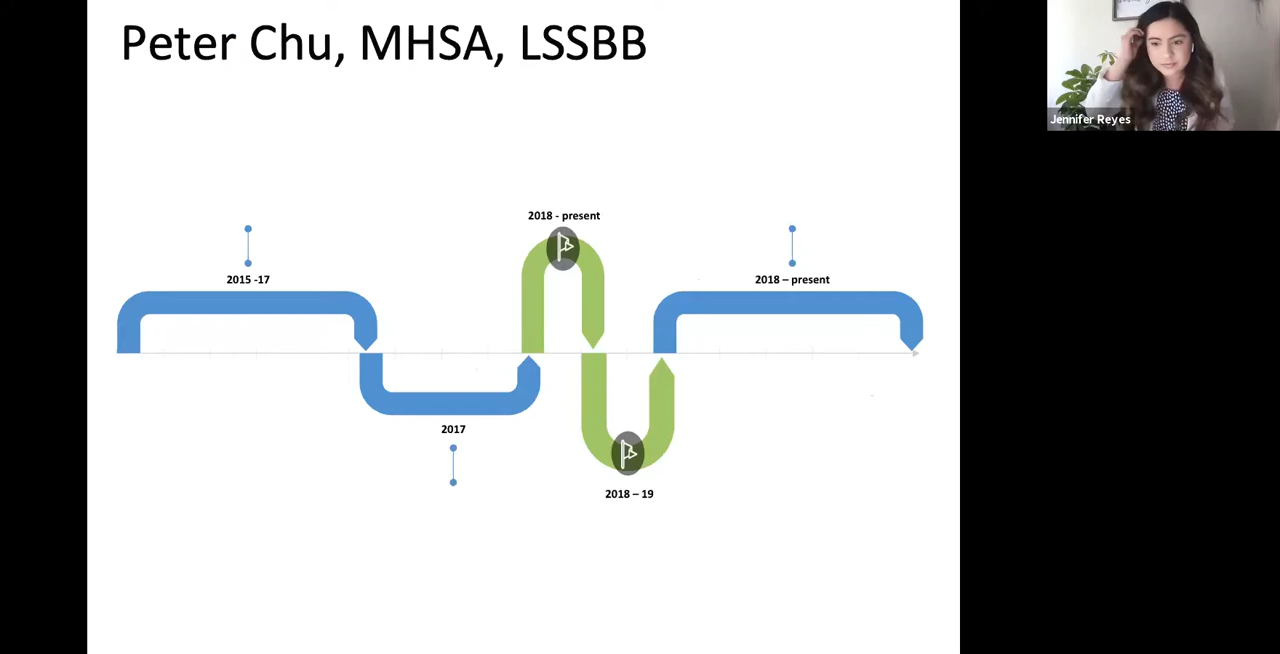 Peter Chu, MHSA, LSSBB
Jennifer Reyes
2018 - present
2015 -17
2018 – present
2017
2018 – 19